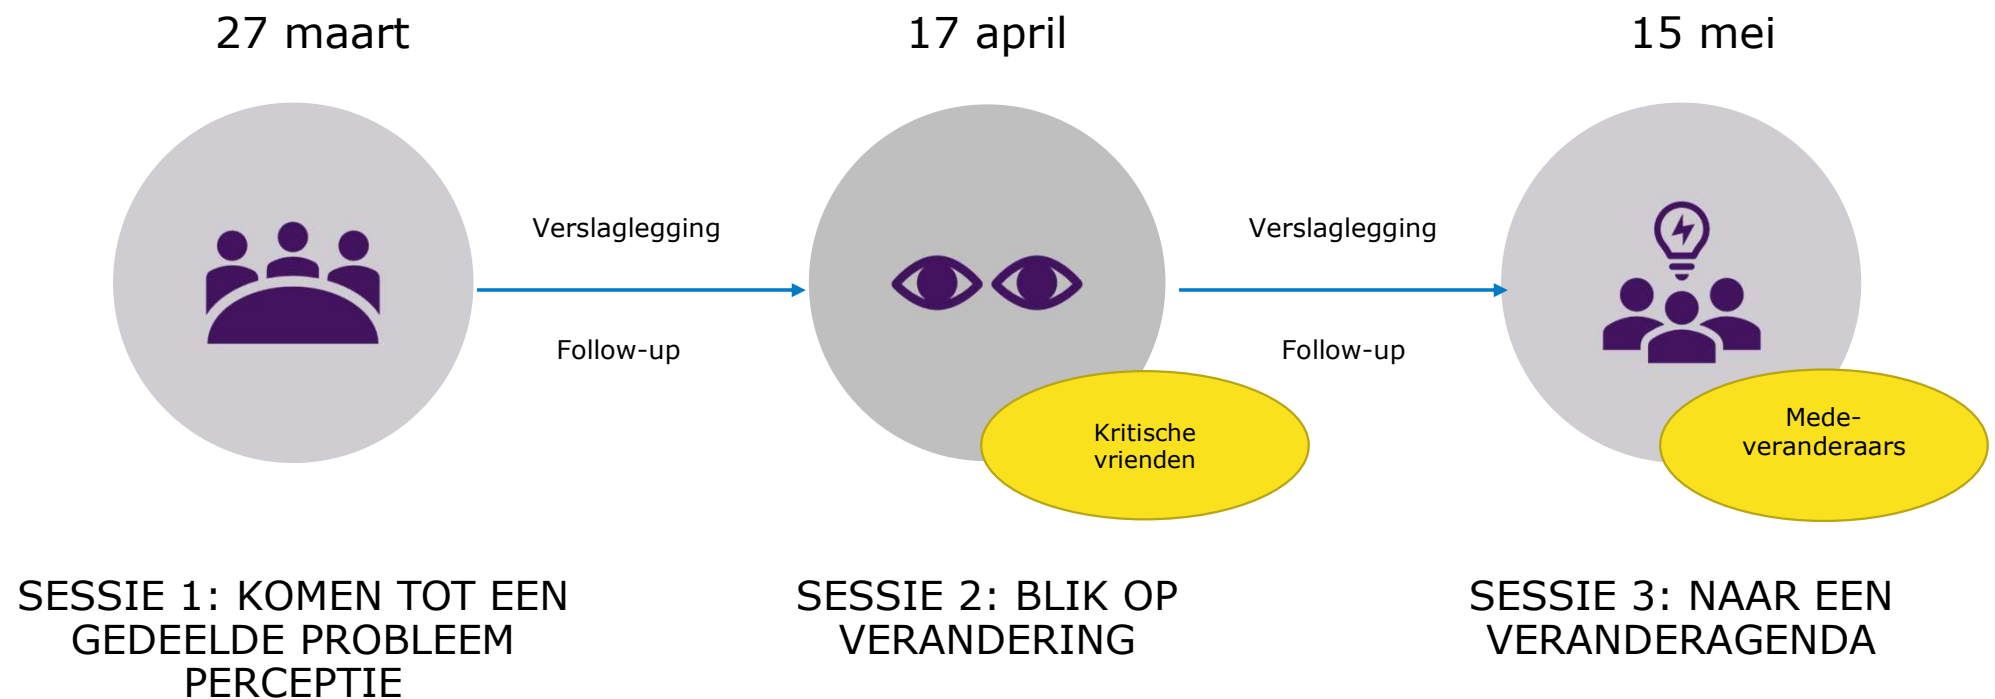 27 maart
17 april
15 mei
Verslaglegging
Verslaglegging
Follow-up
Follow-up
Kritische
vrienden
Mede-
veranderaars
SESSIE 1: KOMEN TOT EEN
GEDEELDE PROBLEEM
PERCEPTIE
SESSIE 2: BLIK OP
VERANDERING
SESSIE 3: NAAR EEN
VERANDERAGENDA